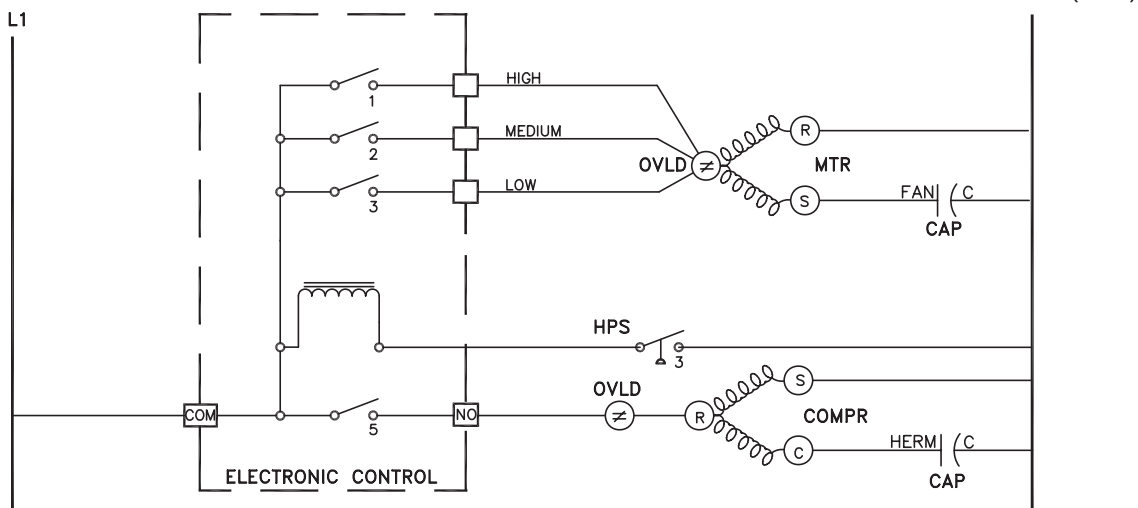 L1
HIGH
1
MEDIUM
2
OVLD
R
MTR
LOW
3
S
FAN
C
CAP
HPS
3
OVLD
S
COM
5
NO
R
COMPR
HERM
C
C
CAP
ELECTRONIC CONTROL